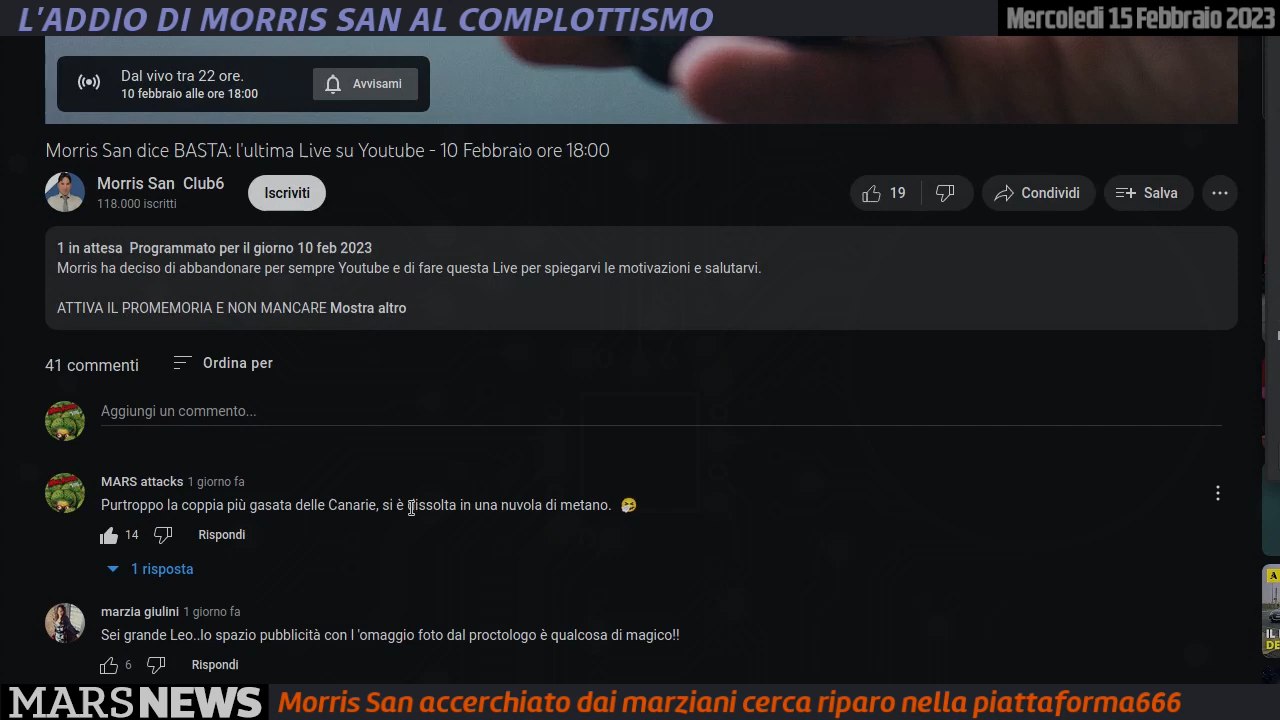 L'ADDIO DI MORRIS SAN AL COMPLOTTISMO
Mercoledì 15 Febbraio 2023
Dal vivo tra 22 ore.
10 febbraio alle ore 18:00
Avvisami
Morris San dice BASTA: l'ultima Live su Youtube - 10 Febbraio ore 18:00
Morris San Club6
118.000 iscritti
Iscriviti
19
Condividi
Salva
1 in attesa Programmato per il giorno 10 feb 2023
Morris ha deciso di abbandonare per sempre Youtube e di fare questa Live per spiegarvi le motivazioni e salutarvi.
ATTIVA IL PROMEMORIA E NON MANCARE Mostra altro
41 commenti
Ordina per
Aggiungi un commento...
MARS attacks 1 giorno fa
Purtroppo la coppia più gasata delle Canarie, si è dissolta in una nuvola di metano. 🤧
14
Rispondi
1 risposta
marzia giulini 1 giorno fa
Sei grande Leo..lo spazio pubblicità con l 'omaggio foto dal proctologo è qualcosa di magico!!
6
Rispondi
A
IL
DE
MARSNEWS
Morris San accerchiato dai marziani cerca riparo nella piattaforma666